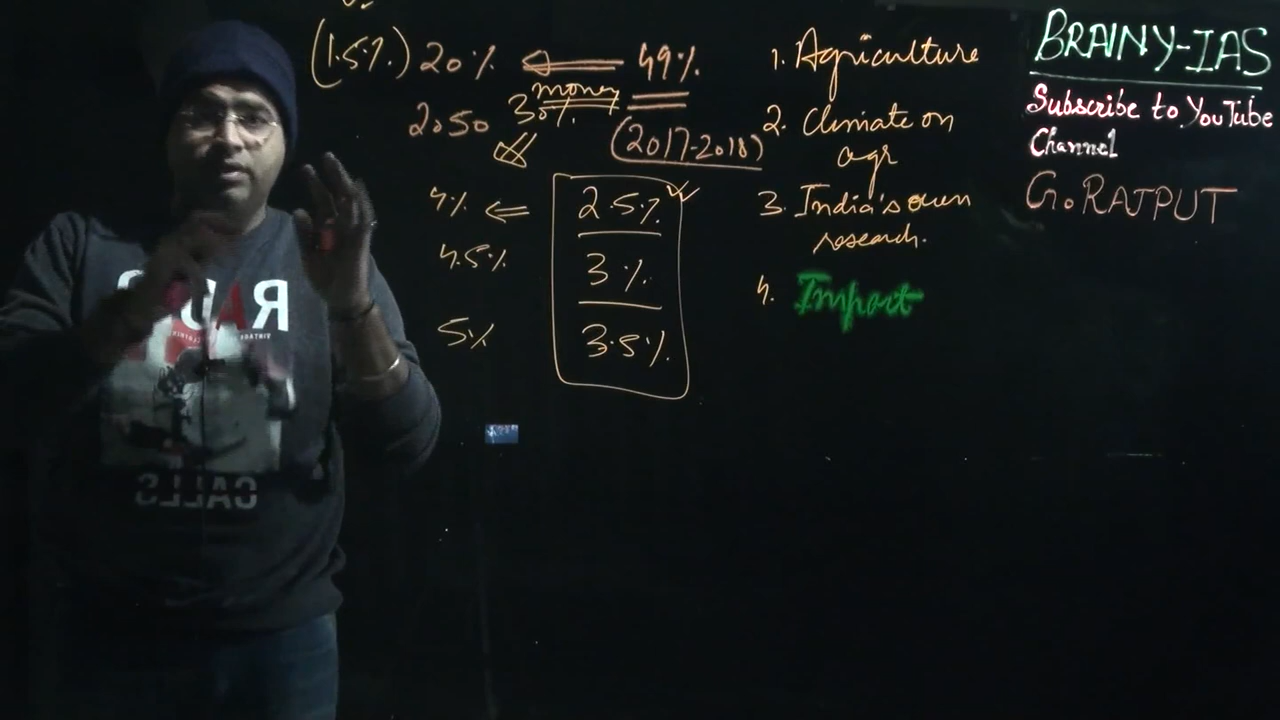 (1.5%) 20% 49%
money
30%
2050
(2017-2018)
4% 2.5%
4.5% 3%
5% 3.5%
1. Agriculture
2. Climate on
agr
3. India's own
research.
4. Impact
BRAINY-IAS
Subscribe to YouTube
Channel
G.RAJPUT
CALLS